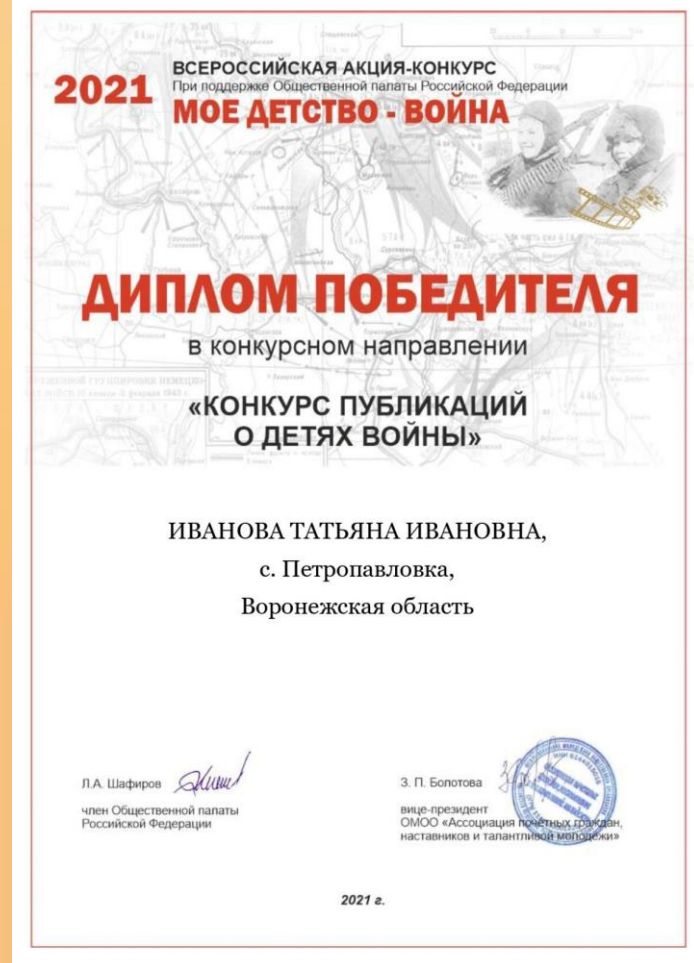 2021
ВСЕРОССИЙСКАЯ АКЦИЯ-КОНКУРС
При поддержке Общественной палаты Российской Федерации
МОЕ ДЕТСТВО - ВОЙНА
ДИПЛОМ ПОБЕДИТЕЛЯ
в конкурсном направлении
«КОНКУРС ПУБЛИКАЦИЙ
О ДЕТЯХ ВОЙНЫ»
ИВАНОВА ТАТЬЯНА ИВАНОВНА,
с. Петропавловка,
Воронежская область
Л.А. Шафиров
член Общественной палаты
Российской Федерации
З. П. Болотова
вице-президент
ОМОО «Ассоциация почётных граждан,
наставников и талантливой молодежи»
2021 г.